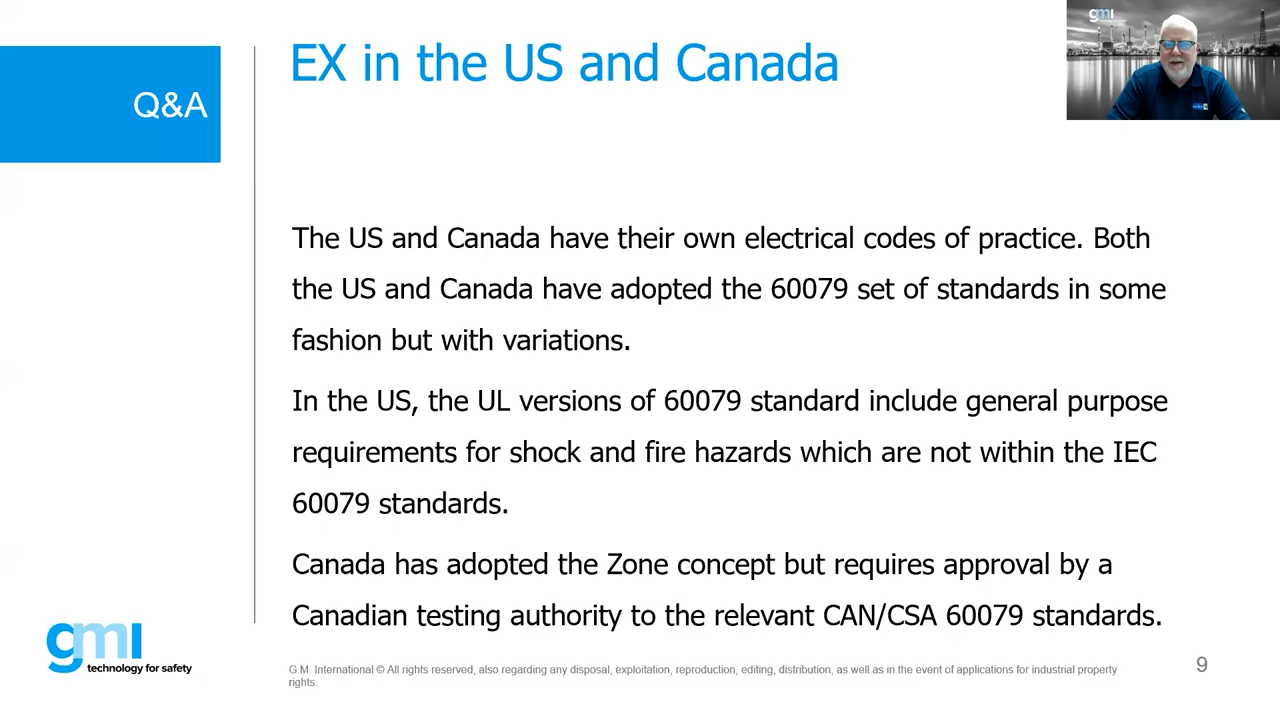 EX in the US and Canada
gmi
Q&A
The US and Canada have their own electrical codes of practice. Both
the US and Canada have adopted the 60079 set of standards in some
fashion but with variations.
In the US, the UL versions of 60079 standard include general purpose
requirements for shock and fire hazards which are not within the IEC
60079 standards.
Canada has adopted the Zone concept but requires approval by a
Canadian testing authority to the relevant CAN/CSA 60079 standards.
gmi
technology for safety
G.M. International © All rights reserved, also regarding any disposal, exploitation, reproduction, editing, distribution, as well as in the event of applications for industrial property
rights.
9